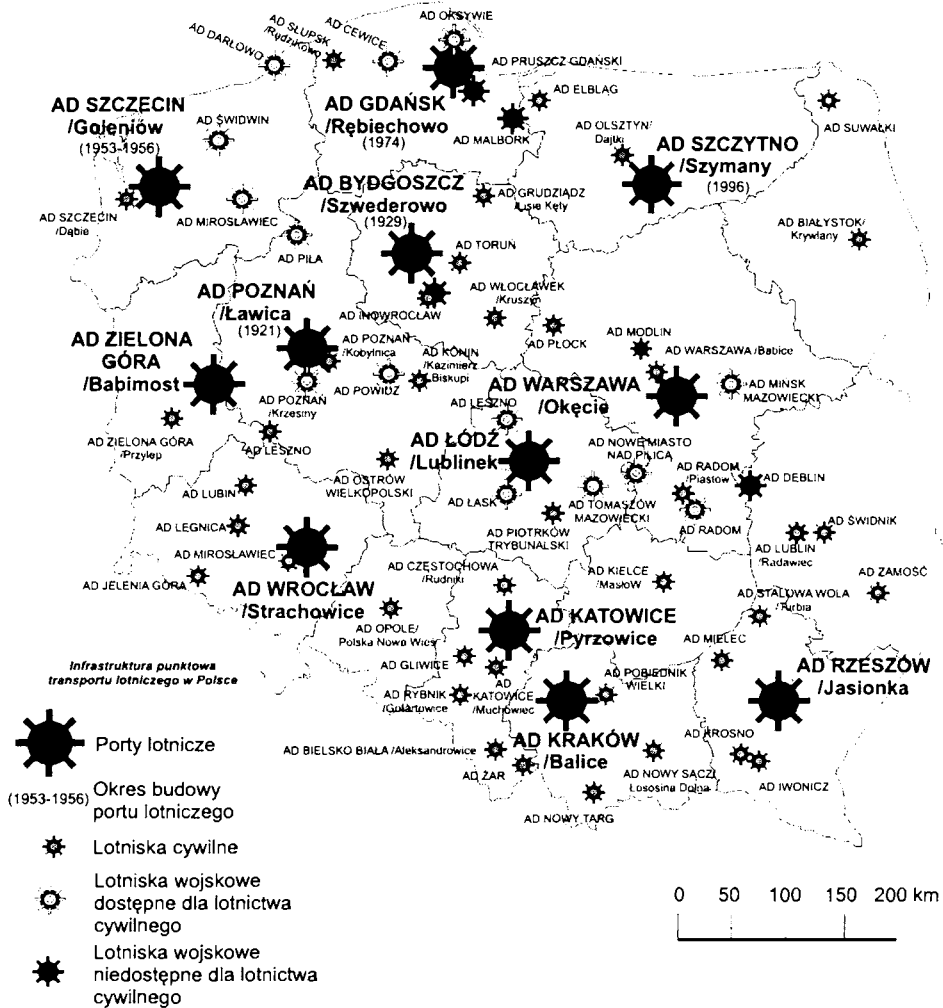 AD OKSYWIE
AD SŁUPSK
/Rędzikowo
AD CEWICE
AD DARŁOWO
AD PRUSZCZ GDAŃSKI
AD ELBLĄG
AD SZCZECIN
/Goleniów
(1953-1956)
AD ŚWIDWIN
AD GDAŃSK
/Rębiechowo
(1974)
AD MALBORK
AD OLSZTYN/
Dajtki
AD SZCZYTNO
/Szymany
(1996)
AD SUWAŁKI
AD BYDGOSZCZ
/Szwederowo
(1929)
AD GRUDZIĄDZ
/Lisie Kęty
AD SZCZECIN
/Dąbie
AD MIROSŁAWIEC
AD BIAŁYSTOK/
Krywlany
AD PIŁA
AD TORUŃ
AD POZNAŃ
/Ławica
(1921)
AD INOWROCŁAW
AD WŁOCŁAWEK
/Kruszyn
AD ZIELONA
GÓRA
/Babimost
AD POZNAŃ
/Kobylnica
AD KONIN
/Kazimierz
Biskupi
AD PŁOCK
AD MODLIN
AD WARSZAWA /Babice
AD POZNAŃ
/Krzesiny
AD POWIDZ
AD WARSZAWA
/Okęcie
AD MIŃSK
MAZOWIECKI
AD LESZNO
AD ZIELONA GÓRA
/Przylep
AD LESZNO
AD ŁÓDŹ
/Lublinek
AD NOWE MIASTO
NAD PILICĄ
AD OSTRÓW
WIELKOPOLSKI
AD RADOM
/Piastów
AD DĘBLIN
AD LUBIN
AD ŁASK
AD TOMASZÓW
MAZOWIECKI
AD RADOM
AD LEGNICA
AD PIOTRKÓW
TRYBUNALSKI
AD ŚWIDNIK
AD MIROSŁAWIEC
AD LUBLIN
/Radawiec
AD JELENIA GÓRA
AD WROCŁAW
/Strachowice
AD CZĘSTOCHOWA
/Rudniki
AD KIELCE
/Masłów
AD ZAMOŚĆ
AD STALOWA WOLA
/Turbia
AD OPOLE/
Polska Nowa Wieś
AD KATOWICE
/Pyrzowice
AD MIELEC
AD GLIWICE
AD RZESZÓW
/Jasionka
Infrastruktura punktowa
transportu lotniczego w Polsce
AD RYBNIK
/Gotartowice
AD
KATOWICE
/Muchowiec
AD POBIEDNIK
WIELKI
AD KRAKÓW
/Balice
AD KROSNO
Porty lotnicze
AD BIELSKO BIAŁA /Aleksandrowice
AD ŻAR
AD NOWY SĄCZ/
Łososina Dolna
AD IWONICZ
(1953-1956) Okres budowy
portu lotniczego
AD NOWY TARG
Lotniska cywilne
Lotniska wojskowe
dostępne dla lotnictwa
cywilnego
0 50 100 150 200 km
Lotniska wojskowe
niedostępne dla lotnictwa
cywilnego